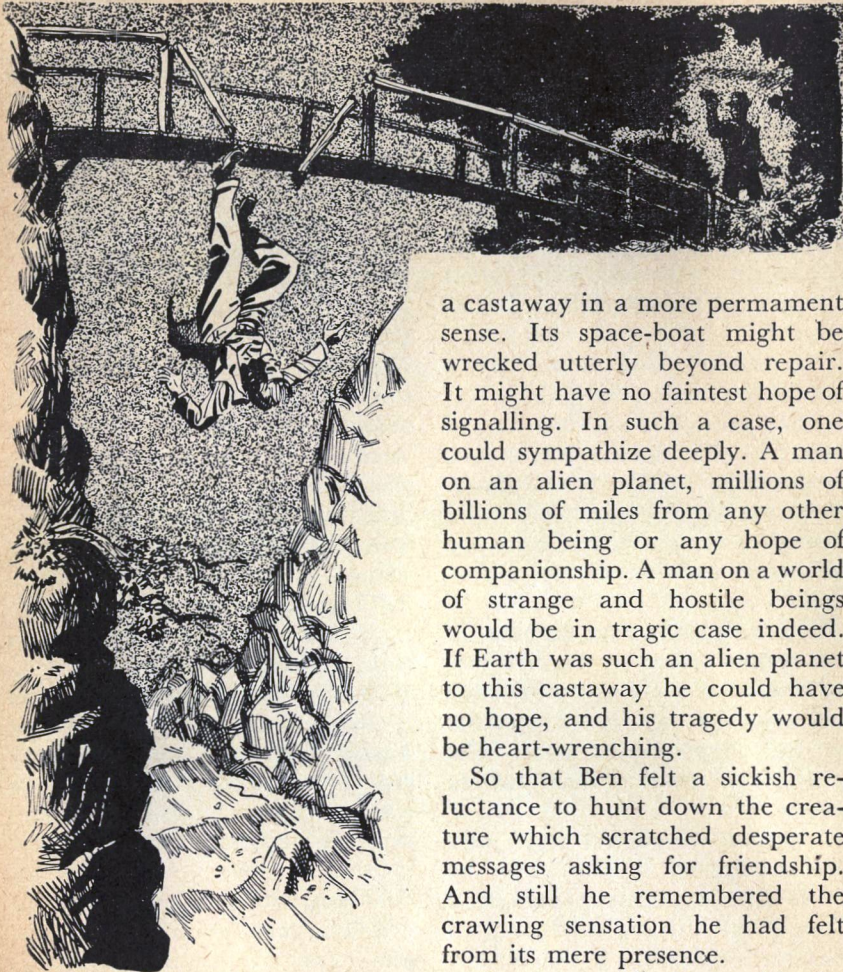 a castaway in a more permament
sense. Its space-boat might be
wrecked utterly beyond repair.
It might have no faintest hope of
signalling. In such a case, one
could sympathize deeply. A man
on an alien planet, millions of
billions of miles from any other
human being or any hope of
companionship. A man on a world
of strange and hostile beings
would be in tragic case indeed.
If Earth was such an alien planet
to this castaway he could have
no hope, and his tragedy would
be heart-wrenching.
So that Ben felt a sickish re-
luctance to hunt down the crea-
ture which scratched desperate
messages asking for friendship.
And still he remembered the
crawling sensation he had felt
from its mere presence.